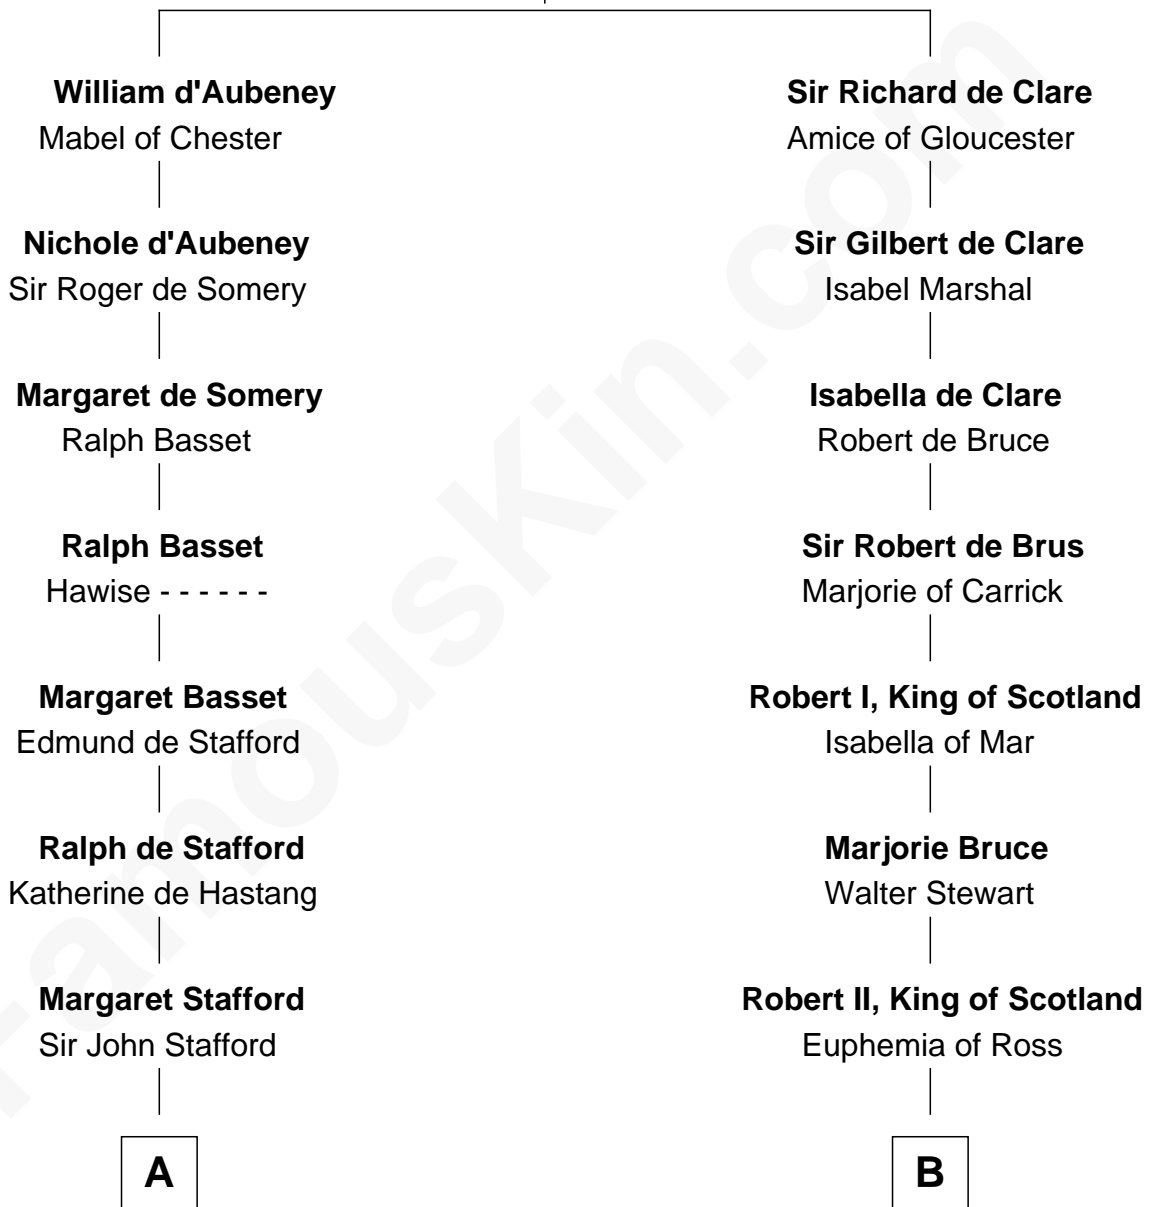 William d'Aubeney
Mabel of Chester
Nichole d'Aubeney
Sir Roger de Somery
Margaret de Somery
Ralph Basset
Ralph Basset
Hawise - - - - - -
Margaret Basset
Edmund de Stafford
Ralph de Stafford
Katherine de Hastang
Margaret Stafford
Sir John Stafford
A
Sir Richard de Clare
Amice of Gloucester
Sir Gilbert de Clare
Isabel Marshal
Isabella de Clare
Robert de Bruce
Sir Robert de Brus
Marjorie of Carrick
Robert I, King of Scotland
Isabella of Mar
Marjorie Bruce
Walter Stewart
Robert II, King of Scotland
Euphemia of Ross
B
FamousKin.com